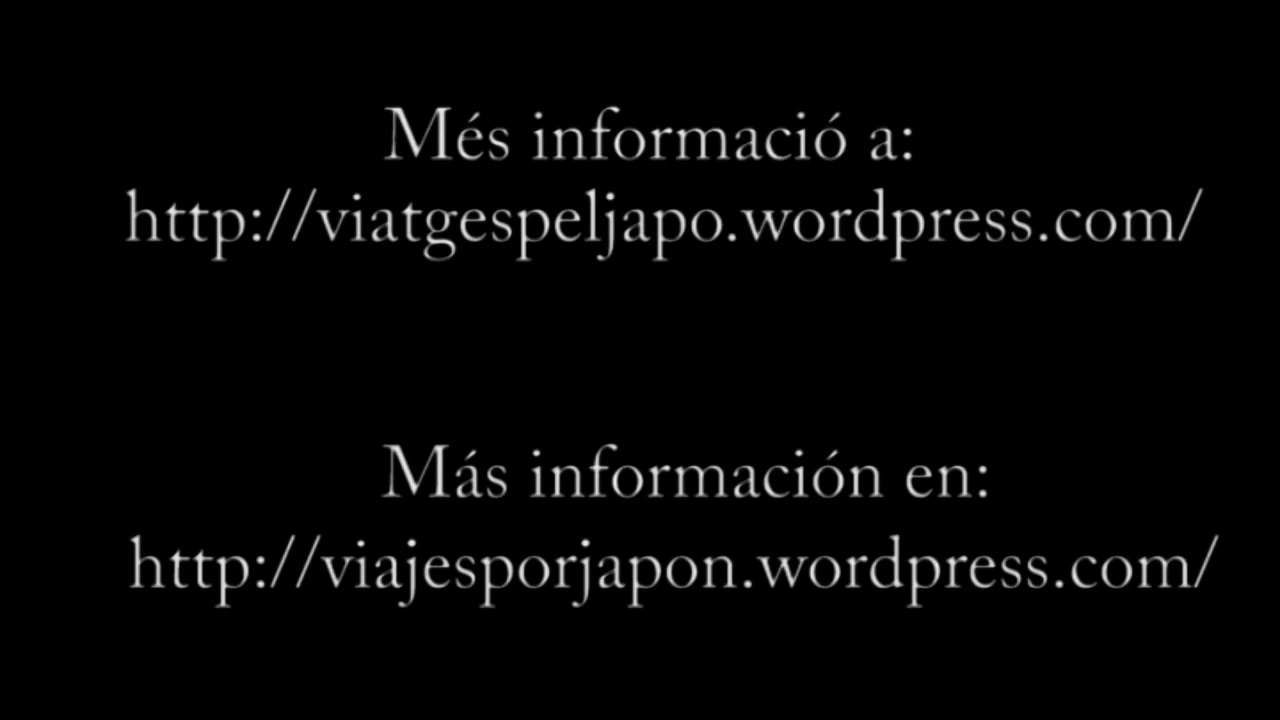 Més informació a:
http://viatgespeljapo.wordpress.com/
Más información en:
http://viajesporjapon.wordpress.com/